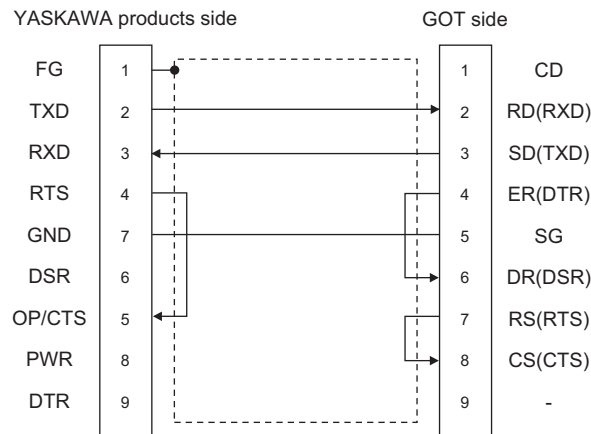 YASKAWA products side GOT side
FG 1 1 CD
TXD 2 2 RD(RXD)
RXD 3 3 SD(TXD)
RTS 4 4 ER(DTR)
GND 7 5 SG
DSR 6 6 DR(DSR)
OP/CTS 5 7 RS(RTS)
PWR 8 8 CS(CTS)
DTR 9 9 -